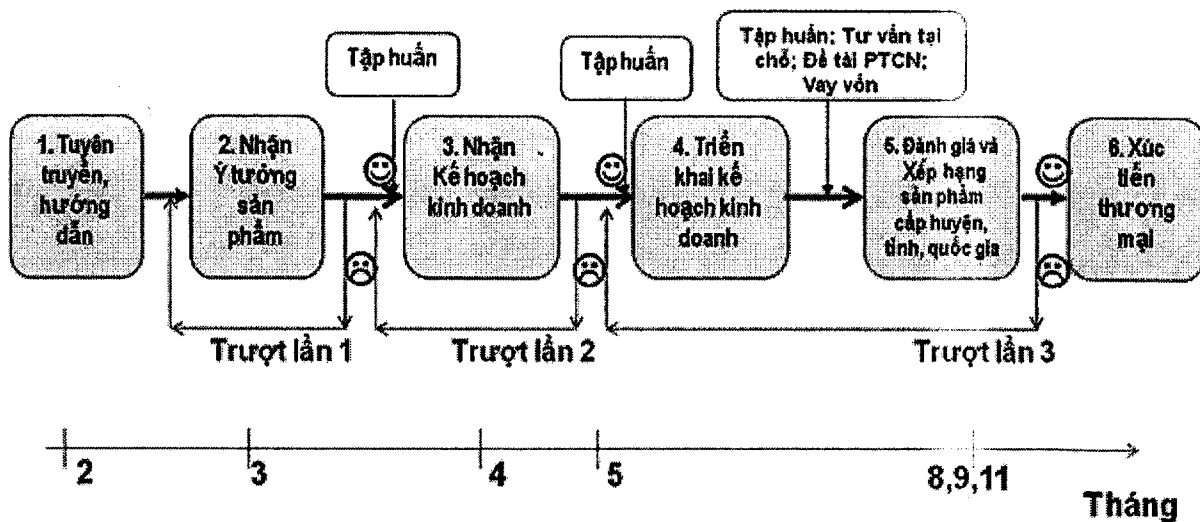 Tập huấn
Tập huấn
Tập huấn; Tư vấn tại
chỗ; Đề tài PTCN;
Vay vốn
1. Tuyên
truyền,
hướng
dẫn
2. Nhận
Ý tưởng
sản
phẩm
3. Nhận
Kế hoạch
kinh doanh
4. Triển
khai kế
hoạch kinh
doanh
5. Đánh giá và
Xếp hạng
sản phẩm
cấp huyện,
tỉnh, quốc gia
6. Xúc
tiến
thương
mại
Trượt lần 1
Trượt lần 2
Trượt lần 3
2
3
4
5
8,9,11
Tháng